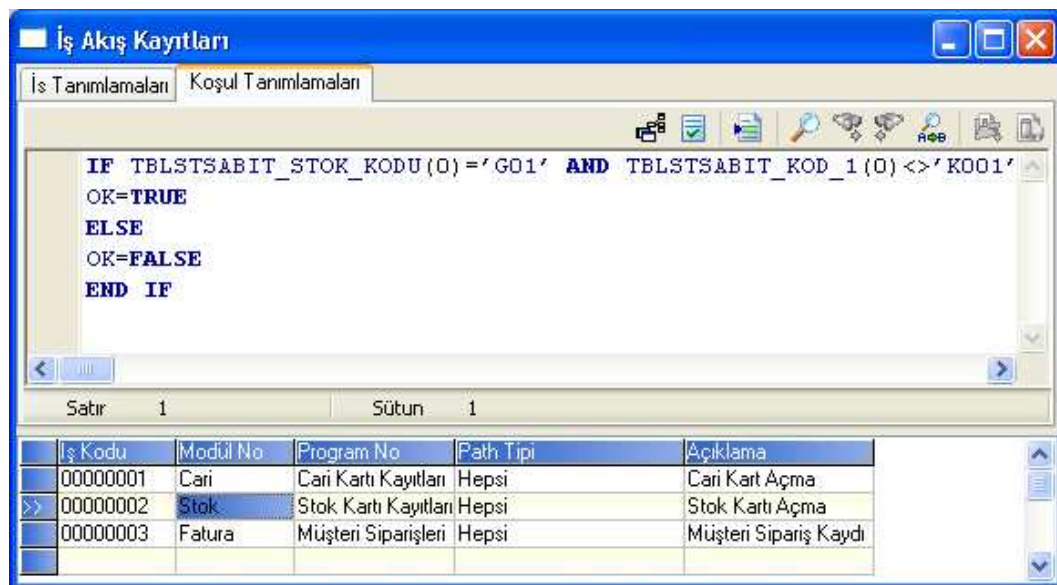 İş Akış Kayıtları
İs Tanımlamaları Koşul Tanımlamaları
IF TBLSTSABIT_STOK_KODU(0)='G01' AND TBLSTSABIT_KOD_1(0)<>'K001'
OK=TRUE
ELSE
OK=FALSE
END IF
Satır 1 Sütun 1
İş Kodu Modül No Program No Path Tipi Açıklama
00000001 Cari Cari Kartı Kayıtları Hepsi Cari Kart Açma
>> 00000002 Stok Stok Kartı Kayıtları Hepsi Stok Kartı Açma
00000003 Fatura Müşteri Siparişleri Hepsi Müşteri Sipariş Kaydı